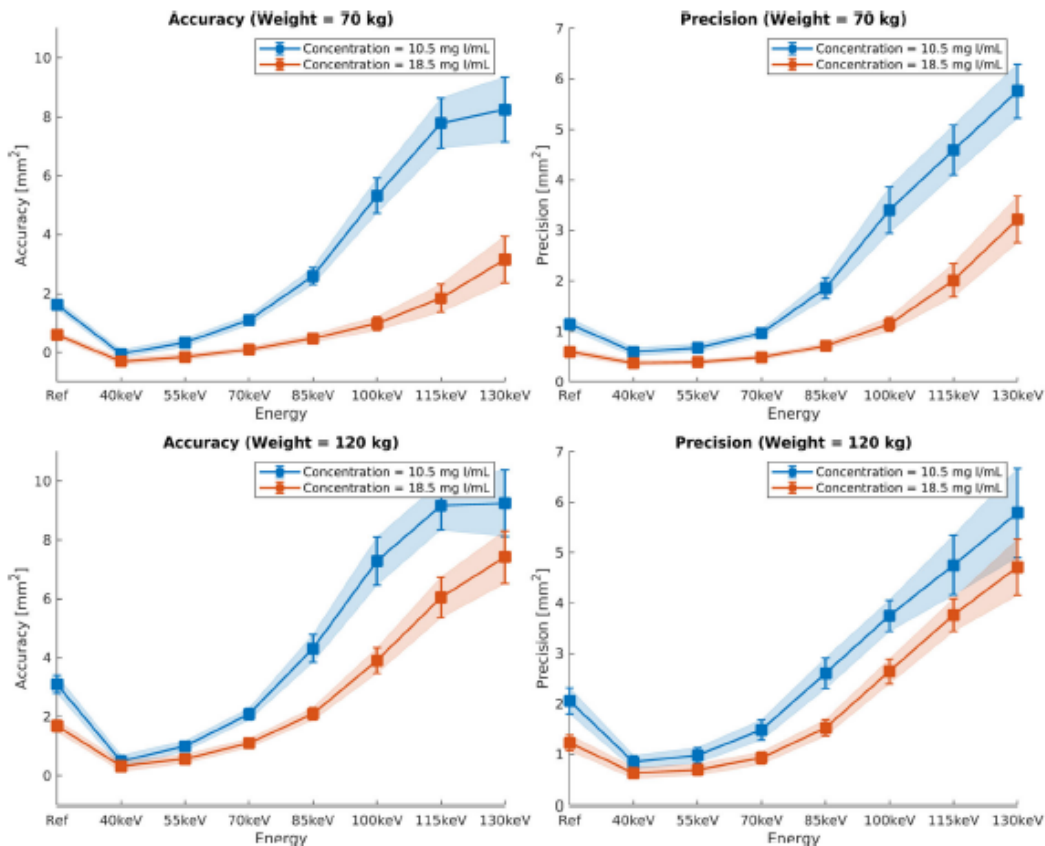 Accuracy (Weight = 70 kg)
Concentration = 10.5 mg I/mL
Concentration = 18.5 mg I/mL
Accuracy [mm²]
10
8
6
4
2
0
Ref 40keV 55keV 70keV 85keV 100keV 115keV 130keV
Energy
Precision (Weight = 70 kg)
Concentration = 10.5 mg I/mL
Concentration = 18.5 mg I/mL
Precision [mm²]
7
6
5
4
3
2
1
0
Ref 40keV 55keV 70keV 85keV 100keV 115keV 130keV
Energy
Accuracy (Weight = 120 kg)
Concentration = 10.5 mg I/mL
Concentration = 18.5 mg I/mL
Accuracy [mm²]
10
8
6
4
2
0
Ref 40keV 55keV 70keV 85keV 100keV 115keV 130keV
Energy
Precision (Weight = 120 kg)
Concentration = 10.5 mg I/mL
Concentration = 18.5 mg I/mL
Precision [mm²]
7
6
5
4
3
2
1
0
Ref 40keV 55keV 70keV 85keV 100keV 115keV 130keV
Energy